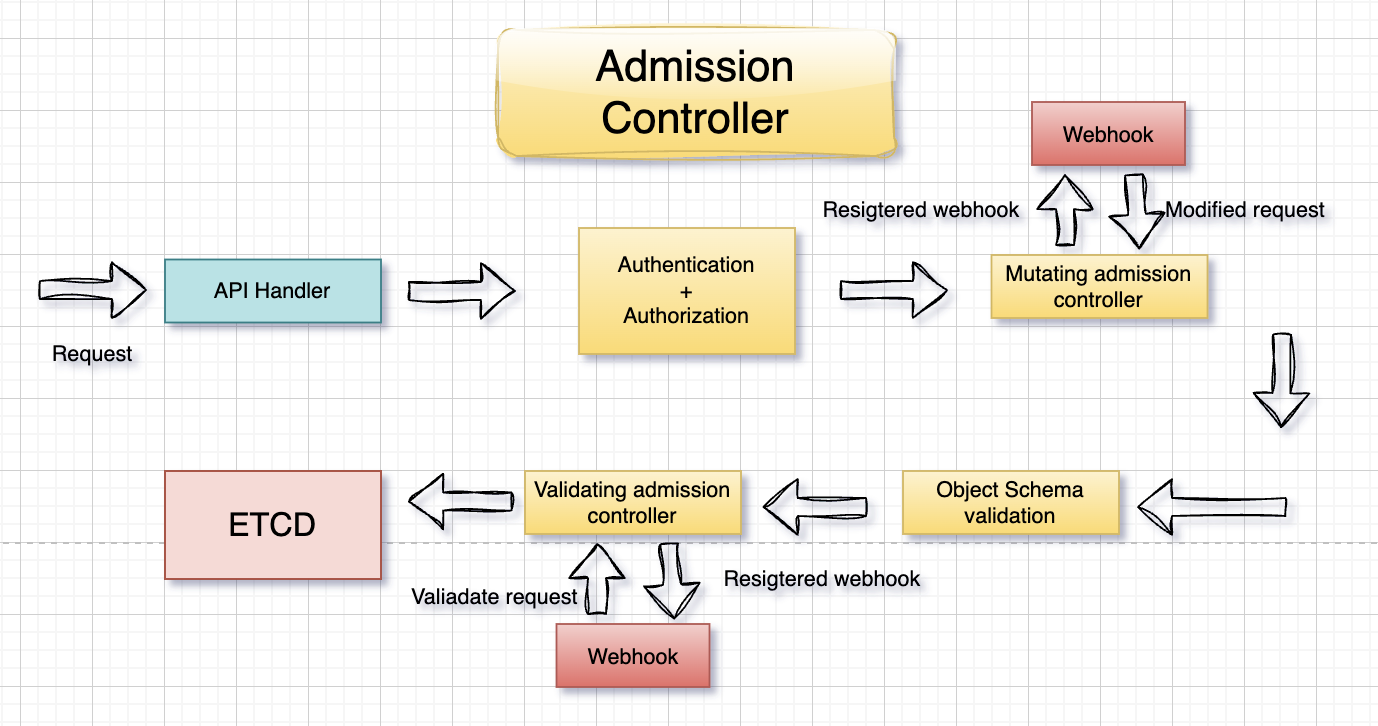 Admission
Controller
Webhook
Resigtered webhook
Modified request
API Handler
Authentication
+
Authorization
Mutating admission
controller
Request
ETCD
Validating admission
controller
Object Schema
validation
Valiadate request
Resigtered webhook
Webhook